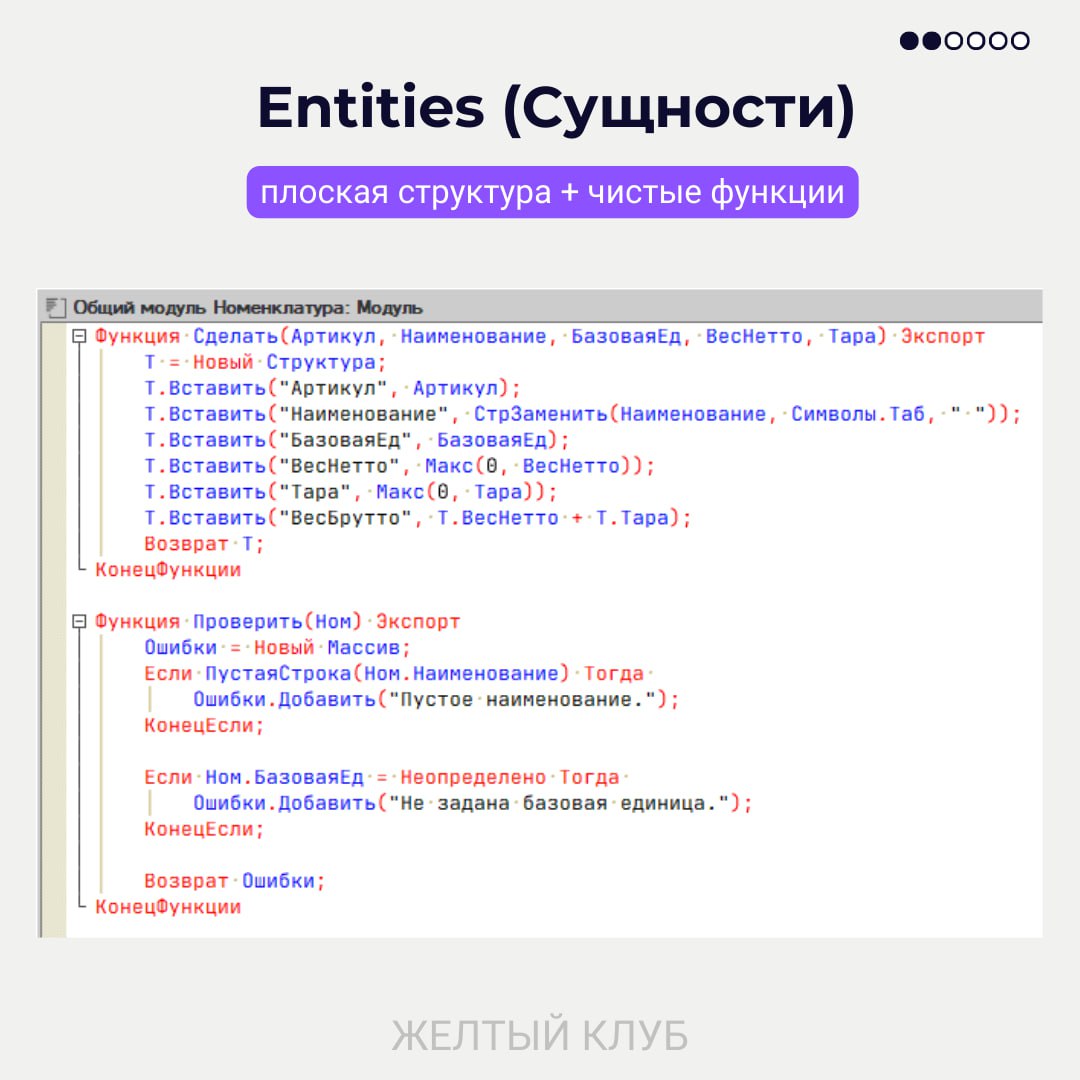 Entities (Сущности)
плоская структура + чистые функции
Общий модуль Номенклатура: Модуль
Функция Сделать(Артикул, Наименование, БазоваяЕд, ВесНетто, Тара) Экспорт
Т = Новый Структура;
Т.Вставить("Артикул", Артикул);
Т.Вставить("Наименование", СтрЗаменить(Наименование, Символы.Таб, " "));
Т.Вставить("БазоваяЕд", БазоваяЕд);
Т.Вставить("ВесНетто", Макс(0, ВесНетто));
Т.Вставить("Тара", Макс(0, Тара));
Т.Вставить("ВесБрутто", Т.ВесНетто + Т.Тара);
Возврат Т;
КонецФункции
Функция Проверить(Ном) Экспорт
Ошибки = Новый Массив;
Если ПустаяСтрока(Ном.Наименование) Тогда
Ошибки.Добавить("Пустое наименование.");
КонецЕсли;
Если Ном.БазоваяЕд = Неопределено Тогда
Ошибки.Добавить("Не задана базовая единица.");
КонецЕсли;
Возврат Ошибки;
КонецФункции
ЖЕЛТЫЙ КЛУБ